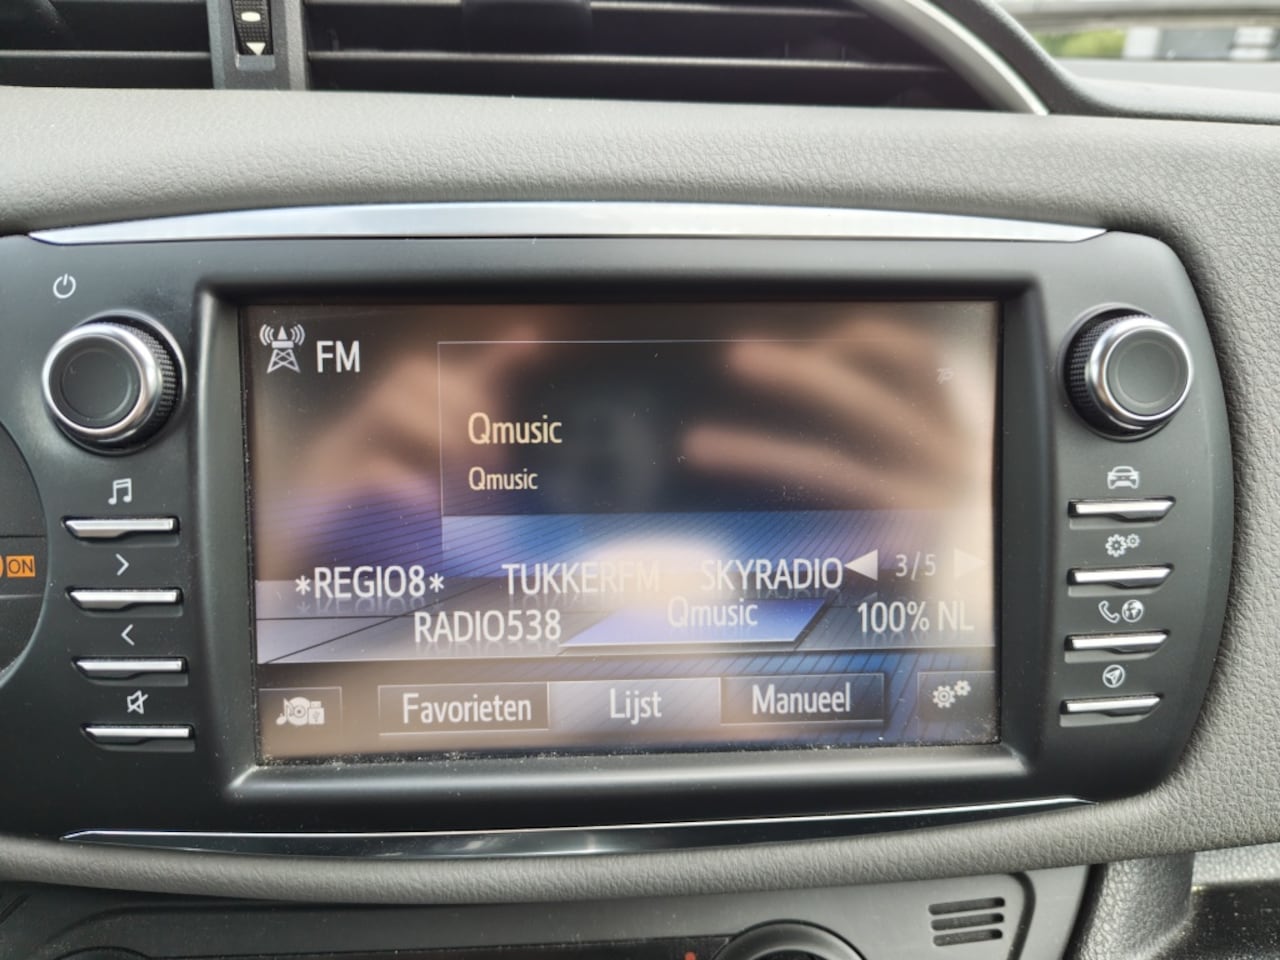 FM
Qmusic
Qmusic
*REGIO8* TUKKERFM SKYRADIO 3/5
RADIO538 Qmusic 100% NL
Favorieten Lijst Manueel
ON